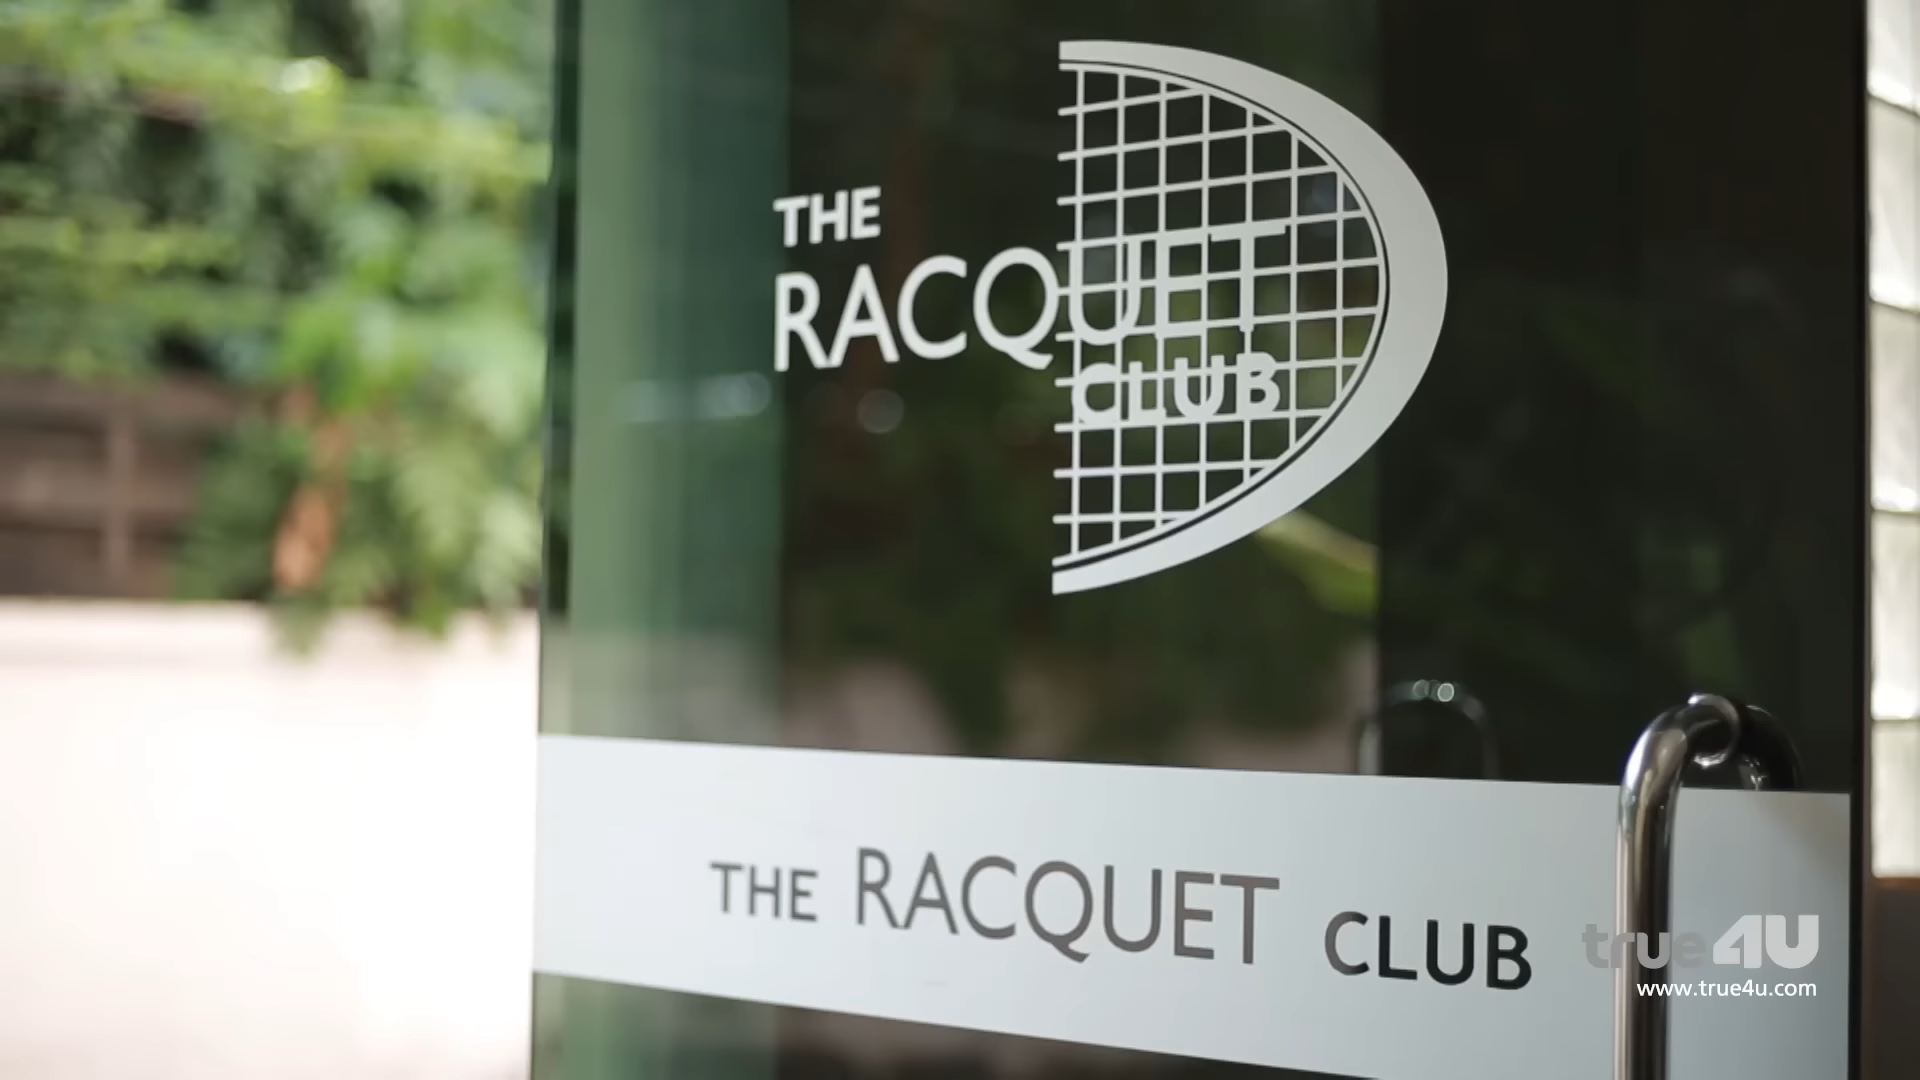 THE
RACQUET
CLUB
THE RACQUET CLUB
true4U
www.true4u.com